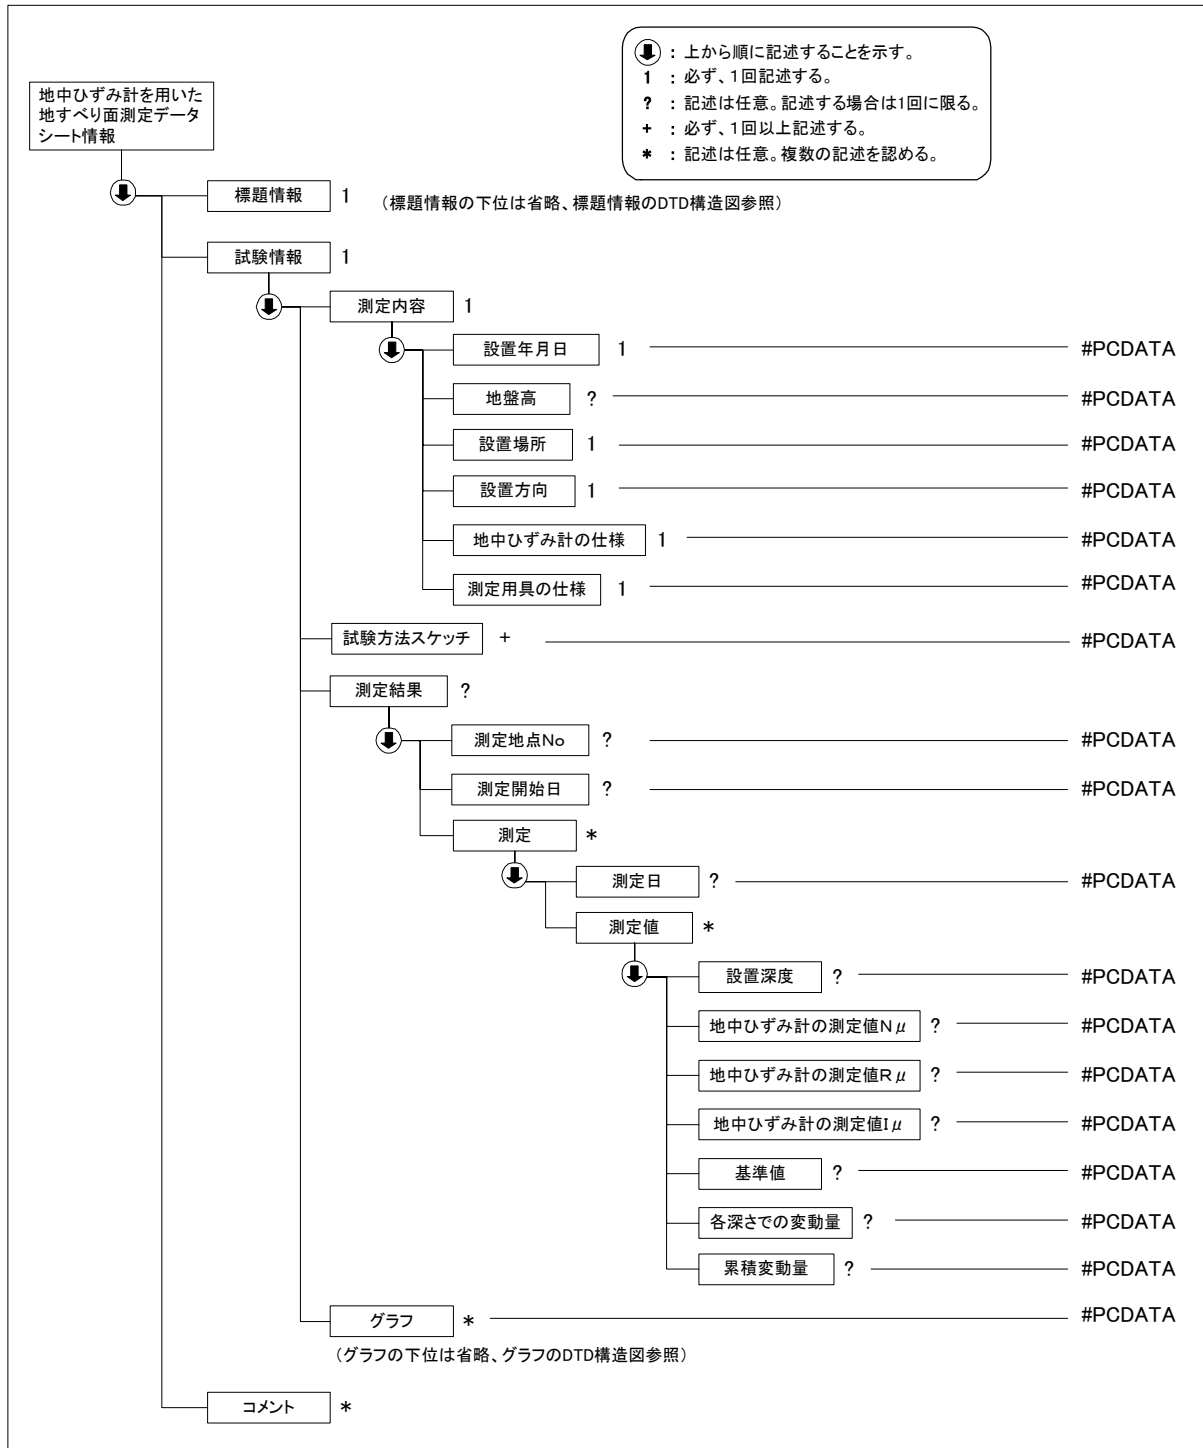 ↓ : 上から順に記述することを示す。
1 : 必ず、1回記述する。
? : 記述は任意。記述する場合は1回に限る。
+ : 必ず、1回以上記述する。
* : 記述は任意。複数の記述を認める。
地中ひずみ計を用いた
地すべり面測定データ
シート情報
標題情報 1 (標題情報の下位は省略、標題情報のDTD構造図参照)
試験情報 1
測定内容 1
設置年月日 1 #PCDATA
地盤高 ? #PCDATA
設置場所 1 #PCDATA
設置方向 1 #PCDATA
地中ひずみ計の仕様 1 #PCDATA
測定用具の仕様 1 #PCDATA
試験方法スケッチ + #PCDATA
測定結果 ?
測定地点No ? #PCDATA
測定開始日 ? #PCDATA
測定 *
測定日 ? #PCDATA
測定値 *
設置深度 ? #PCDATA
地中ひずみ計の測定値Nμ ? #PCDATA
地中ひずみ計の測定値Rμ ? #PCDATA
地中ひずみ計の測定値Iμ ? #PCDATA
基準値 ? #PCDATA
各深さでの変動量 ? #PCDATA
累積変動量 ? #PCDATA
グラフ * #PCDATA
(グラフの下位は省略、グラフのDTD構造図参照)
コメント *